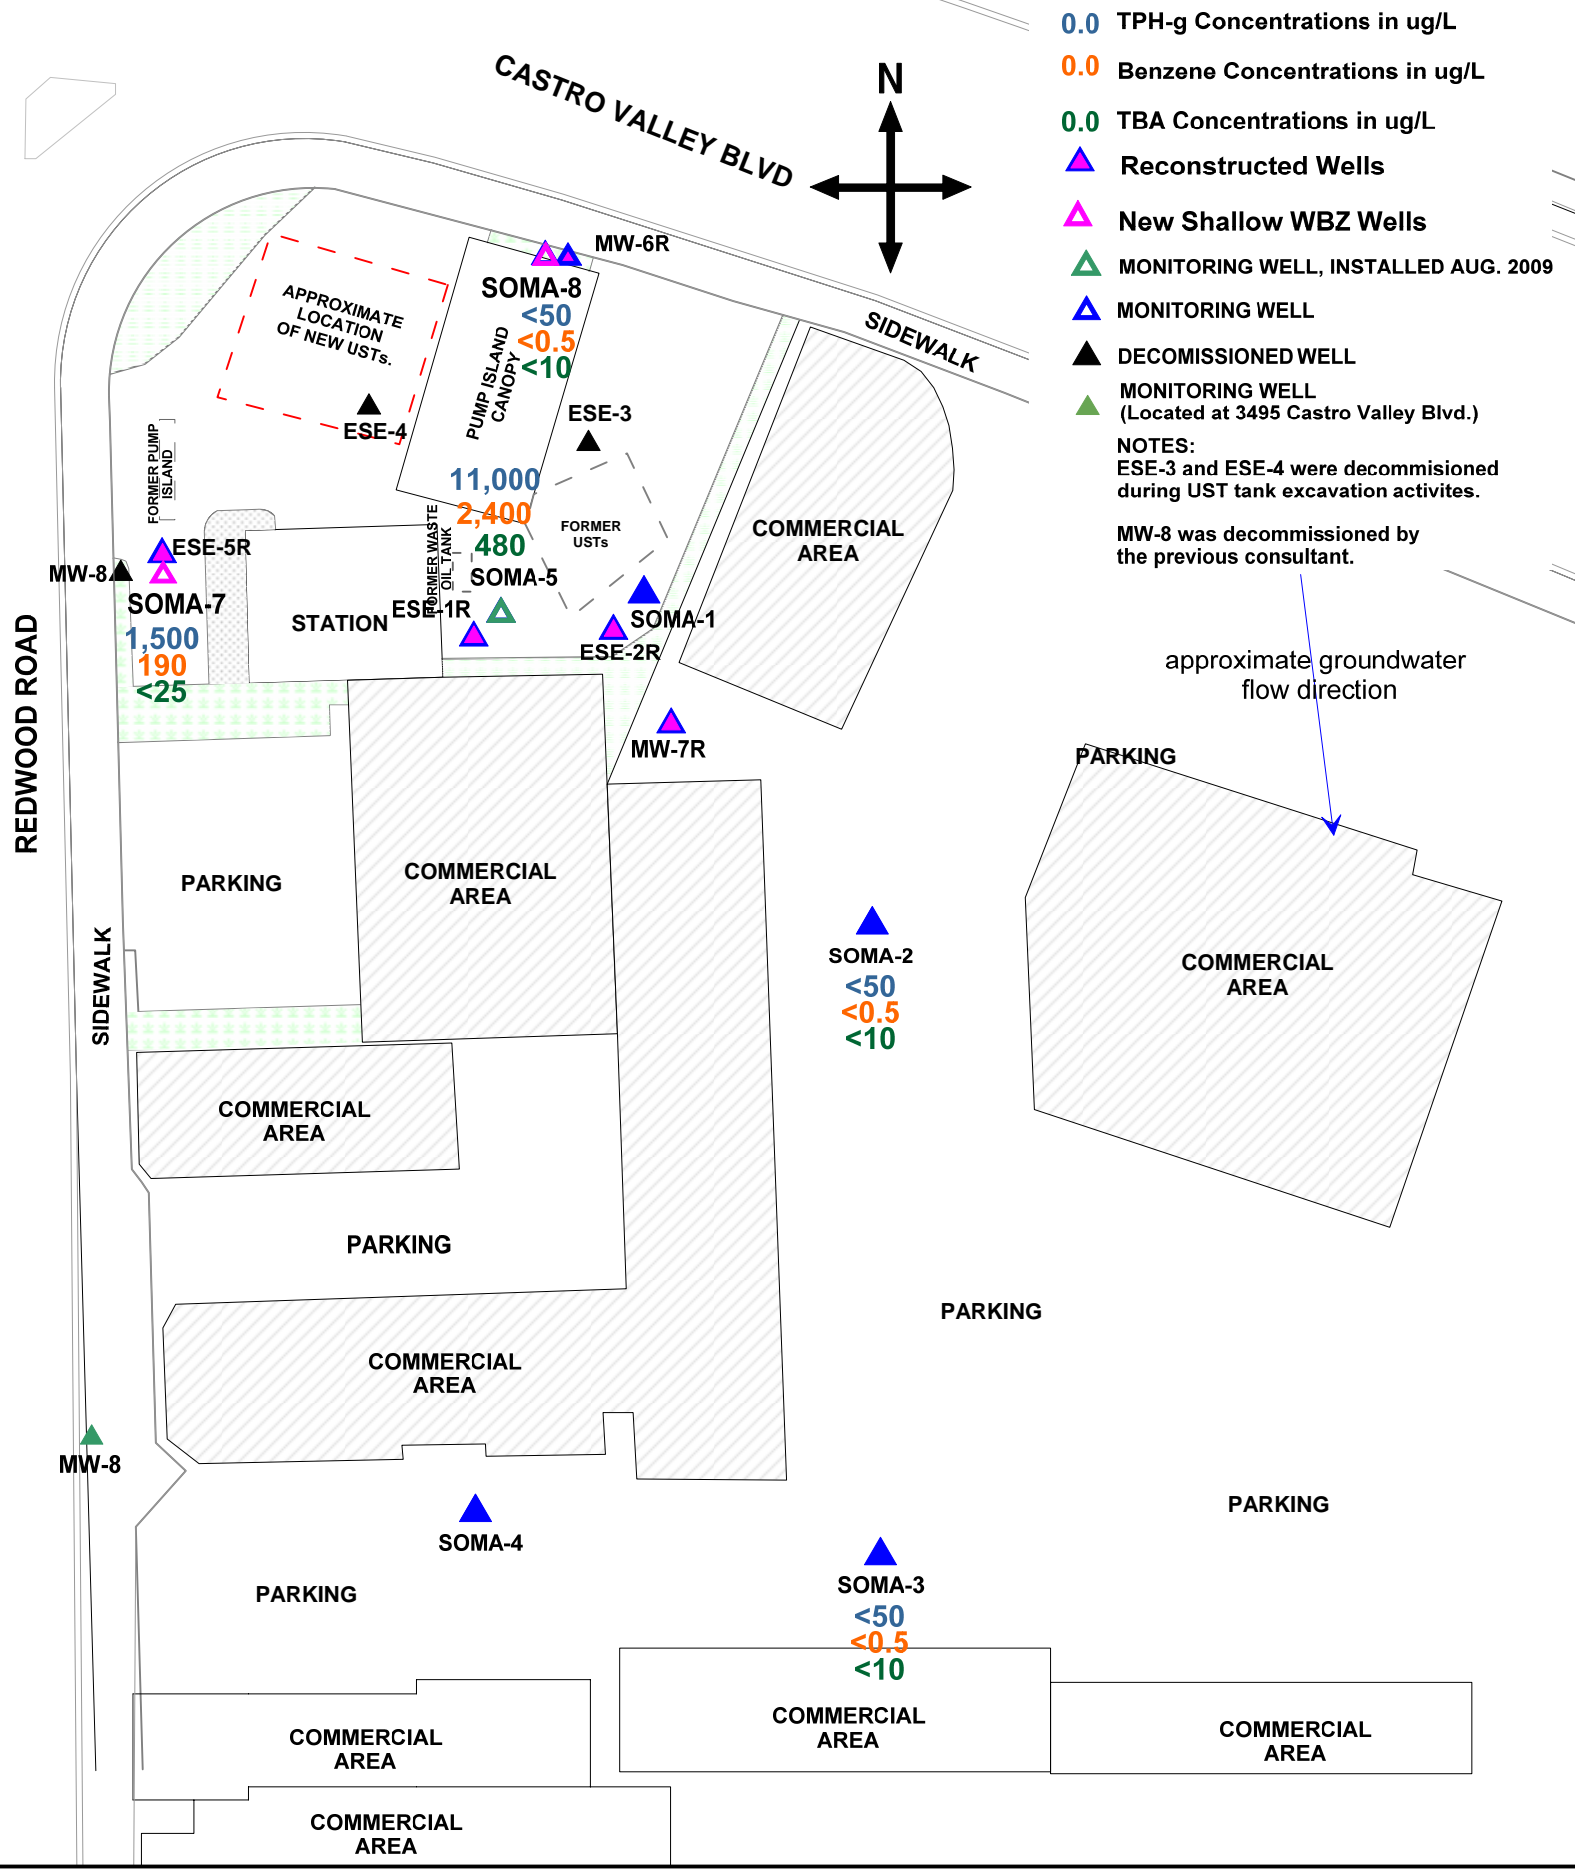 0.0 TPH-g Concentrations in ug/L
0.0 Benzene Concentrations in ug/L
0.0 TBA Concentrations in ug/L
Reconstructed Wells
New Shallow WBZ Wells
MONITORING WELL, INSTALLED AUG. 2009
MONITORING WELL
DECOMISSIONED WELL
MONITORING WELL
(Located at 3495 Castro Valley Blvd.)
NOTES:
ESE-3 and ESE-4 were decommisioned
during UST tank excavation activites.
MW-8 was decommissioned by
the previous consultant.
approximate groundwater
flow direction
N
CASTRO VALLEY BLVD
SIDEWALK
MW-6R
SOMA-8
<50
<0.5
<10
PUMP ISLAND
CANOPY
APPROXIMATE
LOCATION
OF NEW USTs.
ESE-4
ESE-3
FORMER PUMP
ISLAND
11,000
2,400
480
SOMA-5
FORMER WASTE
OIL TANK
FORMER
USTs
COMMERCIAL
AREA
ESE-5R
MW-8
SOMA-7
1,500
190
<25
STATION
ESE-1R
SOMA-1
ESE-2R
MW-7R
REDWOOD ROAD
PARKING
PARKING
COMMERCIAL
AREA
SOMA-2
<50
<0.5
<10
COMMERCIAL
AREA
SIDEWALK
COMMERCIAL
AREA
PARKING
PARKING
COMMERCIAL
AREA
MW-8
SOMA-4
PARKING
SOMA-3
<50
<0.5
<10
PARKING
COMMERCIAL
AREA
COMMERCIAL
AREA
COMMERCIAL
AREA
COMMERCIAL
AREA